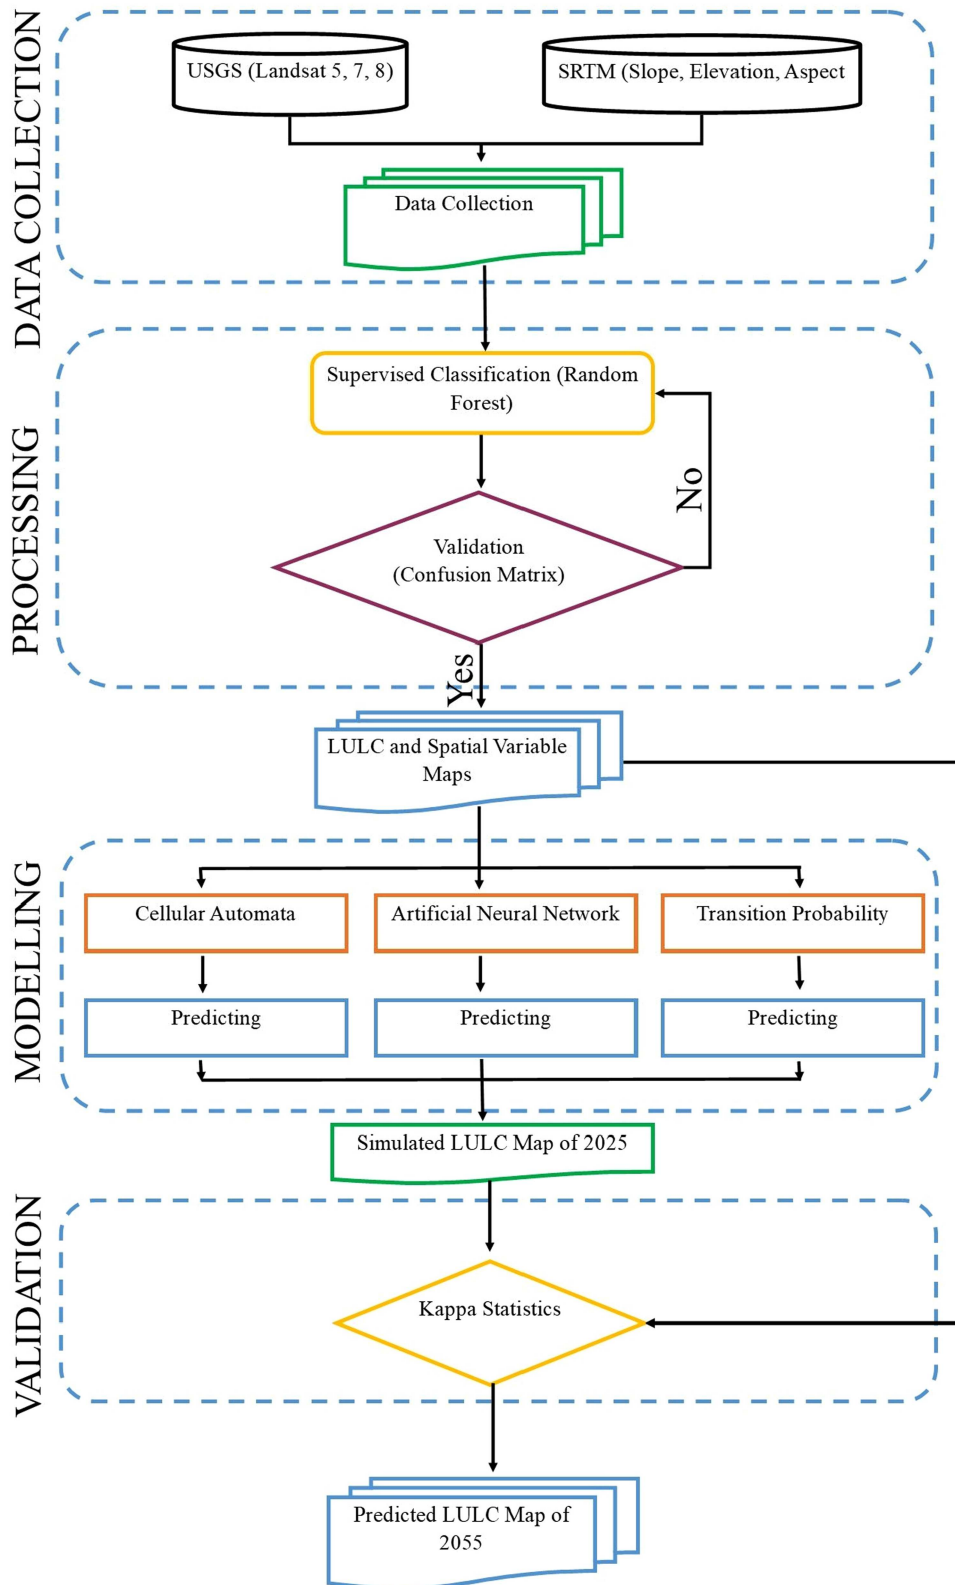 DATA COLLECTION
USGS (Landsat 5, 7, 8)
SRTM (Slope, Elevation, Aspect
Data Collection
PROCESSING
Supervised Classification (Random
Forest)
No
Validation
(Confusion Matrix)
Yes
LULC and Spatial Variable
Maps
MODELLING
Cellular Automata
Artificial Neural Network
Transition Probability
Predicting
Predicting
Predicting
Simulated LULC Map of 2025
VALIDATION
Kappa Statistics
Predicted LULC Map of
2055